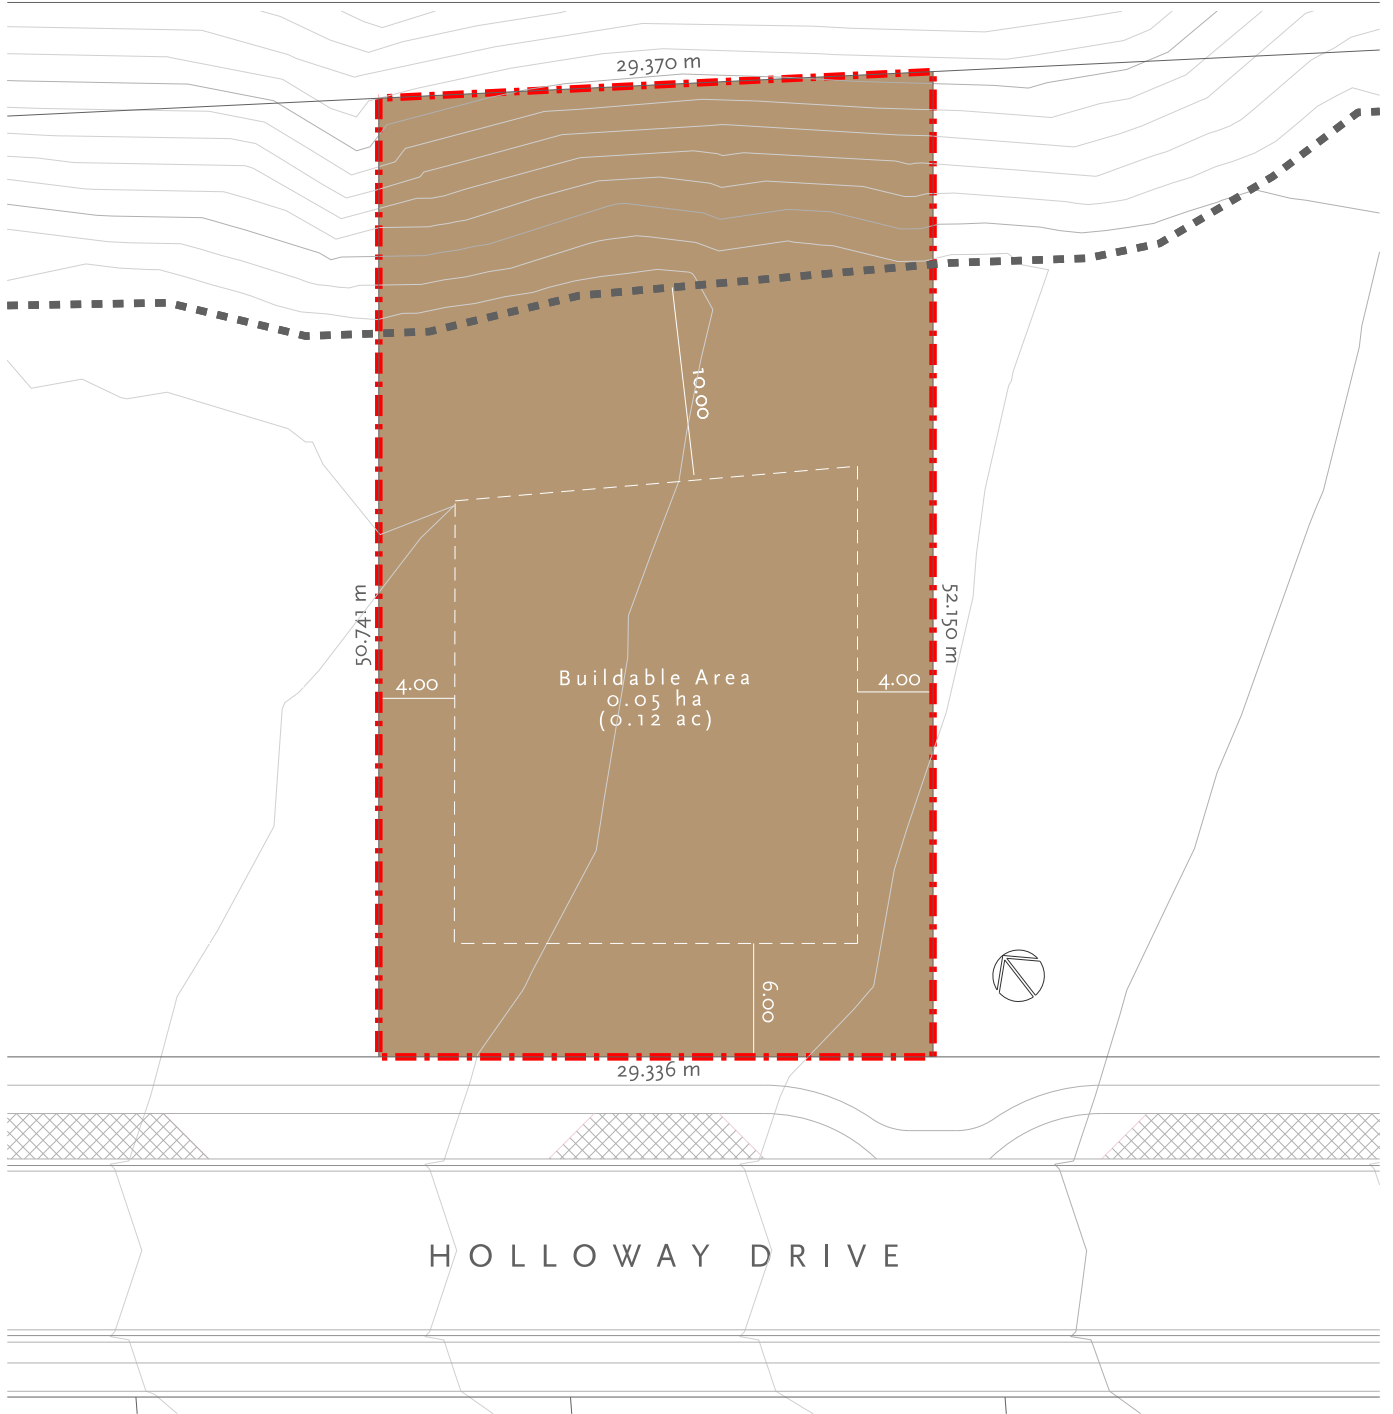 29.370 m
10.00
50.741 m
52.150 m
Buildable Area
0.05 ha
(0.12 ac)
4.00
4.00
6.00
29.336 m
HOLLOWAY DRIVE